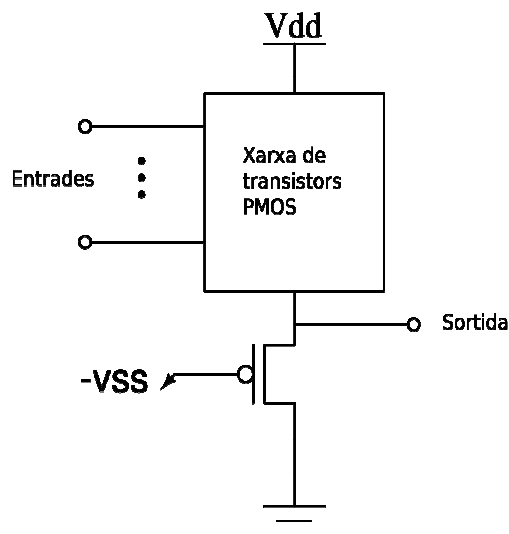 Vdd
Xarxa de
transistors
PMOS
Entrades
Sortida
-VSS